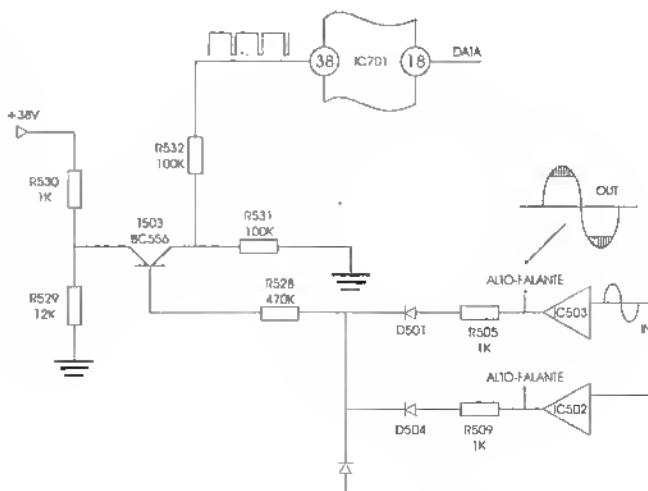 38
IC701
18
DATA
+38V
R532
100K
R530
1K
T503
BC556
R531
100K
OUT
R529
12K
R528
470K
ALTO-FALANTE
D501
R505
1K
IC503
IN
ALTO-FALANTE
D504
R509
1K
IC502